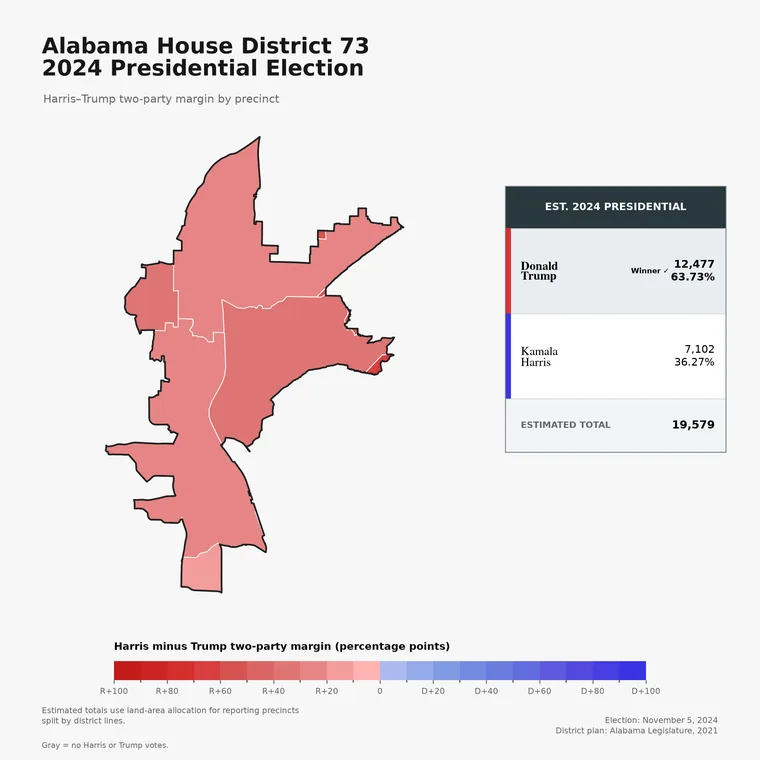 Alabama House District 73
2024 Presidential Election
Harris–Trump two-party margin by precinct
EST. 2024 PRESIDENTIAL
Donald
Trump
Winner ✓
12,477
63.73%
Kamala
Harris
7,102
36.27%
ESTIMATED TOTAL
19,579
Harris minus Trump two-party margin (percentage points)
R+100 R+80 R+60 R+40 R+20 0 D+20 D+40 D+60 D+80 D+100
Estimated totals use land-area allocation for reporting precincts
split by district lines.
Gray = no Harris or Trump votes.
Election: November 5, 2024
District plan: Alabama Legislature, 2021